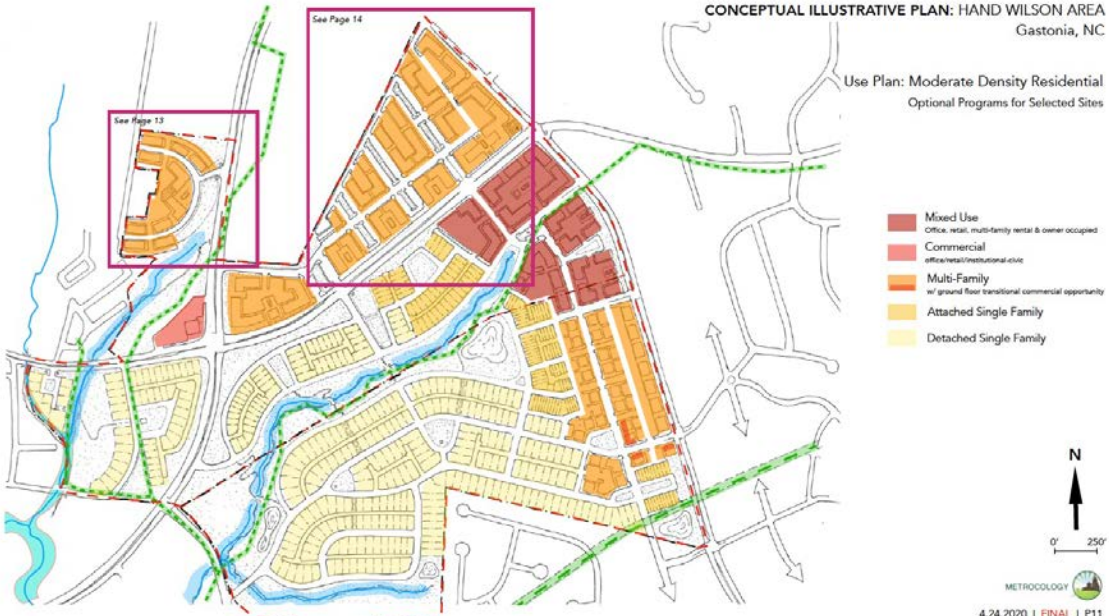 CONCEPTUAL ILLUSTRATIVE PLAN: HAND WILSON AREA
Gastonia, NC
Use Plan: Moderate Density Residential
Optional Programs for Selected Sites
See Page 14
See Page 13
Mixed Use
Office, retail, multi-family rental & owner occupied
Commercial
office/retail/institutional-civic
Multi-Family
w/ ground floor transitional commercial opportunity
Attached Single Family
Detached Single Family
N
0' 250'
METROCOLOGY
4.24.2020 | FINAL | P11